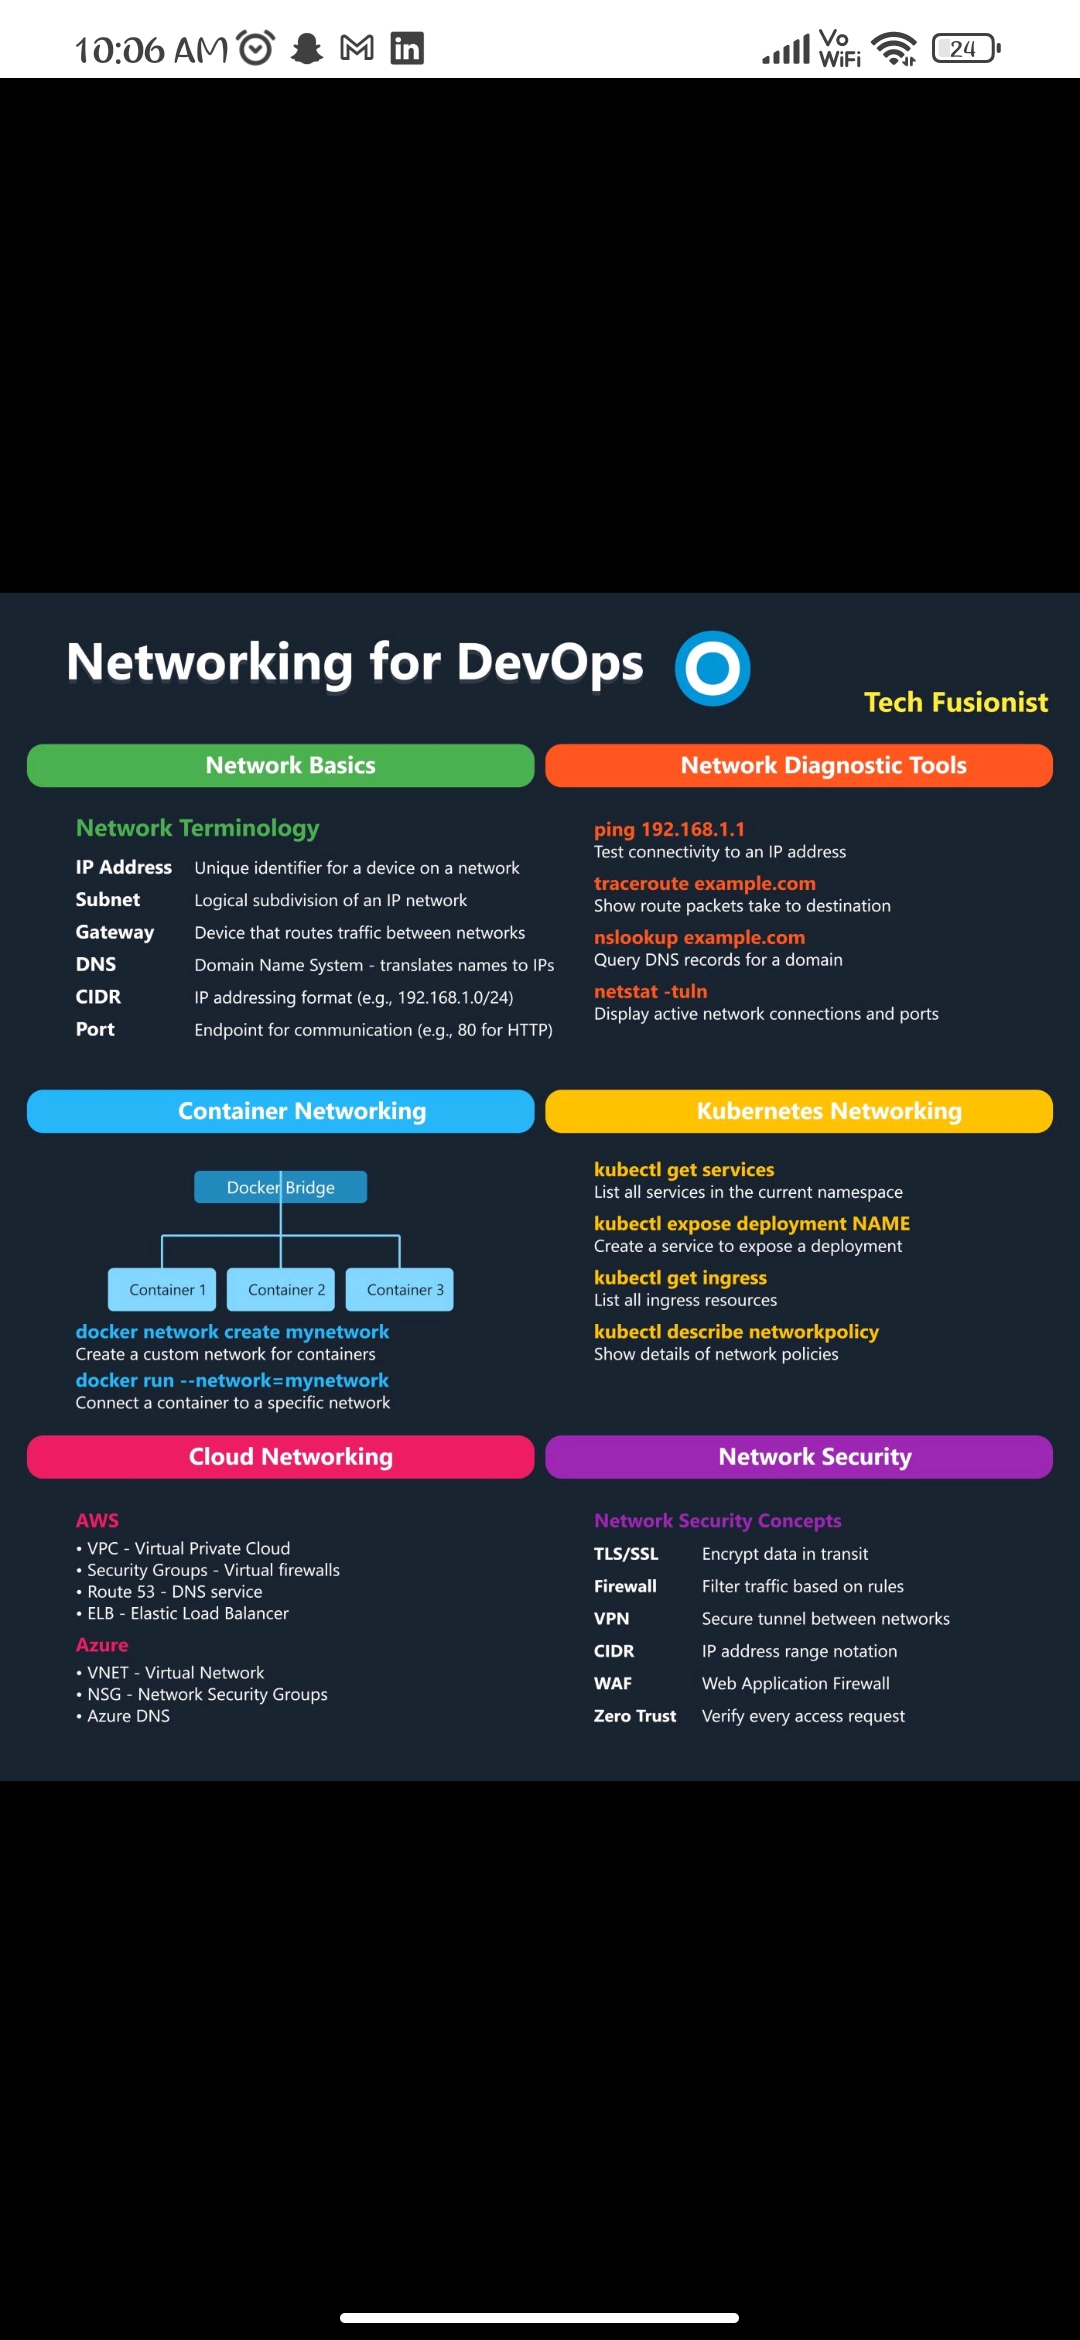 10:06 AM
Vo
WiFi
24
Networking for DevOps
Tech Fusionist
Network Basics
Network Terminology
IP Address Unique identifier for a device on a network
Subnet Logical subdivision of an IP network
Gateway Device that routes traffic between networks
DNS Domain Name System - translates names to IPs
CIDR IP addressing format (e.g., 192.168.1.0/24)
Port Endpoint for communication (e.g., 80 for HTTP)
Network Diagnostic Tools
ping 192.168.1.1
Test connectivity to an IP address
traceroute example.com
Show route packets take to destination
nslookup example.com
Query DNS records for a domain
netstat -tuln
Display active network connections and ports
Container Networking
Docker Bridge
Container 1 Container 2 Container 3
docker network create mynetwork
Create a custom network for containers
docker run --network=mynetwork
Connect a container to a specific network
Kubernetes Networking
kubectl get services
List all services in the current namespace
kubectl expose deployment NAME
Create a service to expose a deployment
kubectl get ingress
List all ingress resources
kubectl describe networkpolicy
Show details of network policies
Cloud Networking
AWS
• VPC - Virtual Private Cloud
• Security Groups - Virtual firewalls
• Route 53 - DNS service
• ELB - Elastic Load Balancer
Azure
• VNET - Virtual Network
• NSG - Network Security Groups
• Azure DNS
Network Security
Network Security Concepts
TLS/SSL Encrypt data in transit
Firewall Filter traffic based on rules
VPN Secure tunnel between networks
CIDR IP address range notation
WAF Web Application Firewall
Zero Trust Verify every access request